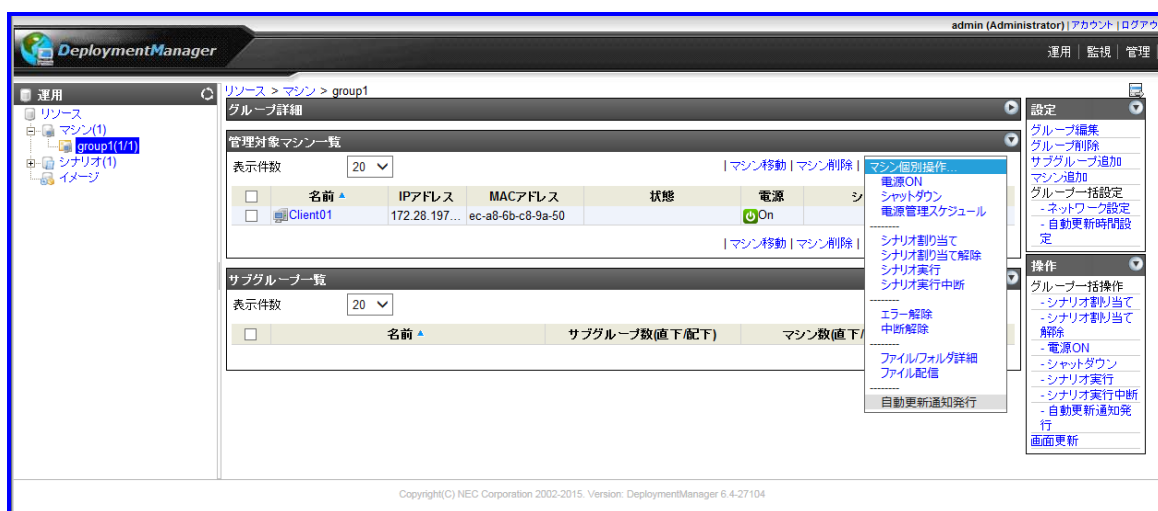 admin (Administrator) | アカウント | ログアウ
DeploymentManager
運用 | 監視 | 管理 |
運用
リソース
マシン(1)
group1(1/1)
シナリオ(1)
イメージ
リソース > マシン > group1
グループ詳細
管理対象マシン一覧
表示件数 20 | マシン移動 | マシン削除 |
名前 IPアドレス MACアドレス 状態 電源 シ
Client01 172.28.197... ec-a8-6b-c8-9a-50 On
| マシン移動 | マシン削除 |
マシン個別操作...
電源ON
シャットダウン
電源管理スケジュール
--------
シナリオ割り当て
シナリオ割り当て解除
シナリオ実行
シナリオ実行中断
--------
エラー解除
中断解除
--------
ファイル/フォルダ詳細
ファイル配信
--------
自動更新通知発行
サブグループ一覧
表示件数 20
名前 サブグループ数(直下/配下) マシン数(直下/
設定
グループ編集
グループ削除
サブグループ追加
マシン追加
グループ一括設定
- ネットワーク設定
- 自動更新時間設
定
操作
グループ一括操作
- シナリオ割り当て
- シナリオ割り当て
解除
- 電源ON
- シャットダウン
- シナリオ実行
- シナリオ実行中断
- 自動更新通知発
行
画面更新
Copyright(C) NEC Corporation 2002-2015. Version: DeploymentManager 6.4-27104